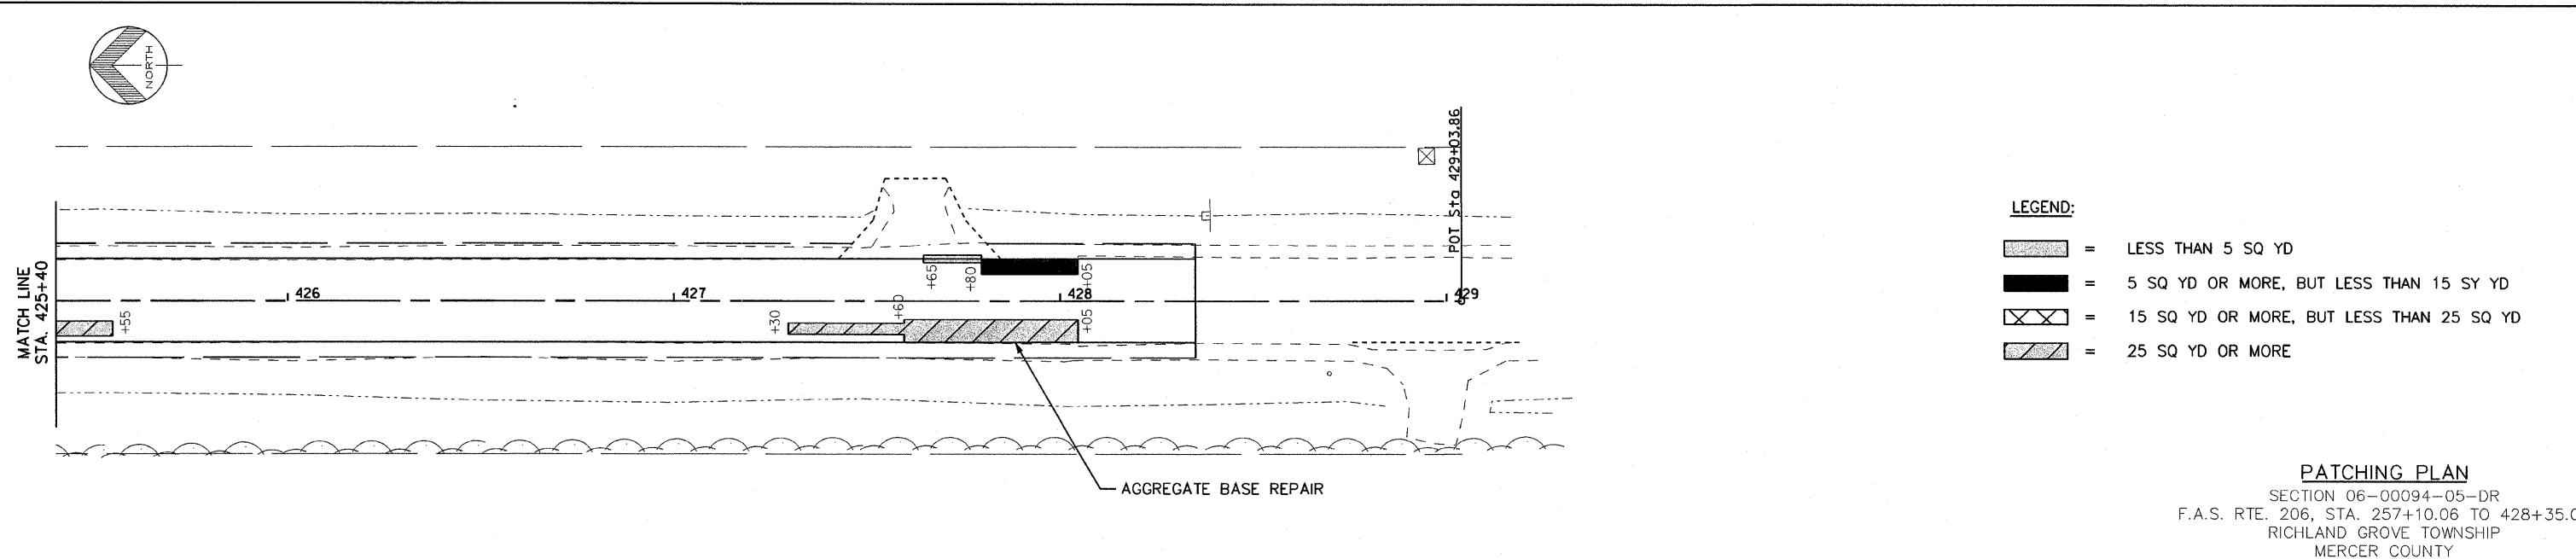 NORTH
MATCH LINE
STA. 425+40
+55
426
427
+30
+60
+65
+80
+05
+05
428
429
POT Sta 429+03.86
AGGREGATE BASE REPAIR
LEGEND:
= LESS THAN 5 SQ YD
= 5 SQ YD OR MORE, BUT LESS THAN 15 SY YD
= 15 SQ YD OR MORE, BUT LESS THAN 25 SQ YD
= 25 SQ YD OR MORE
PATCHING PLAN
SECTION 06-00094-05-DR
F.A.S. RTE. 206, STA. 257+10.06 TO 428+35.0
RICHLAND GROVE TOWNSHIP
MERCER COUNTY